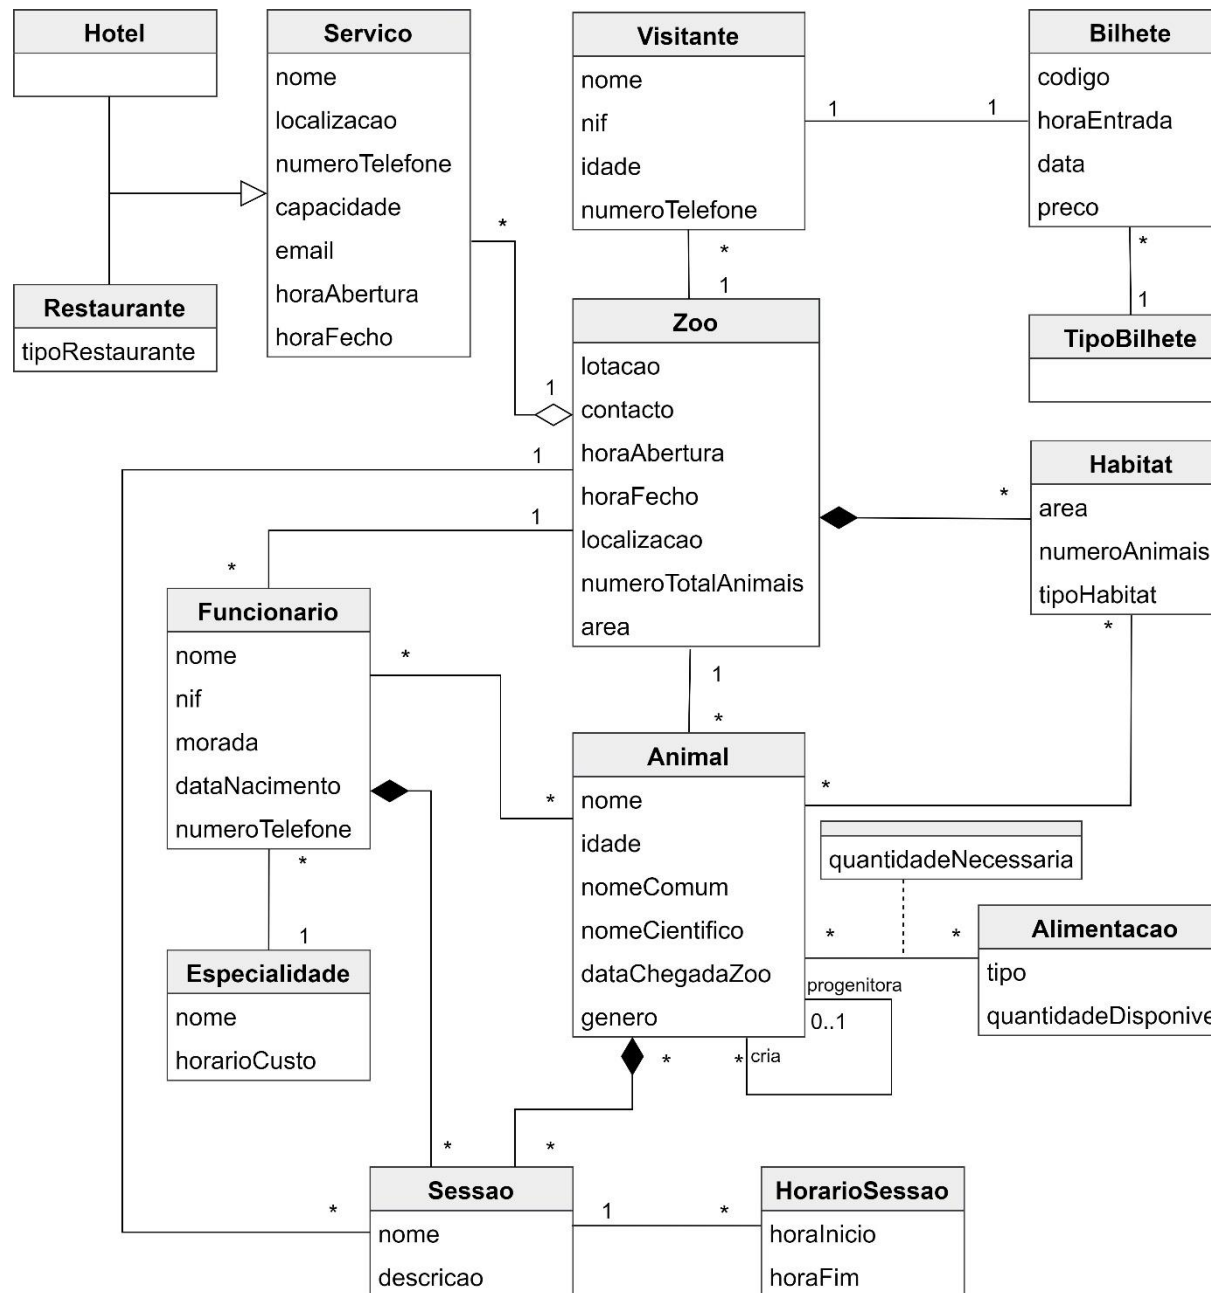 Hotel
Servico
nome
localizacao
numeroTelefone
capacidade
email
horaAbertura
horaFecho
Visitante
nome
nif
idade
numeroTelefone
1
1
Bilhete
codigo
horaEntrada
data
preco
*
1
TipoBilhete
Restaurante
tipoRestaurante
*
1
*
1
Zoo
lotacao
contacto
horaAbertura
horaFecho
localizacao
numeroTotalAnimais
area
1
1
*
Habitat
area
numeroAnimais
tipoHabitat
*
*
Funcionario
nome
nif
morada
dataNacimento
numeroTelefone
*
*
1
*
Animal
nome
idade
nomeComum
nomeCientifico
dataChegadaZoo
genero
*
quantidadeNecessaria
*
*
Alimentacao
tipo
quantidadeDisponive
progenitora
0..1
*
*
cria
*
1
Especialidade
nome
horarioCusto
*
*
*
Sessao
nome
descricao
1
*
HorarioSessao
horaInicio
horaFim